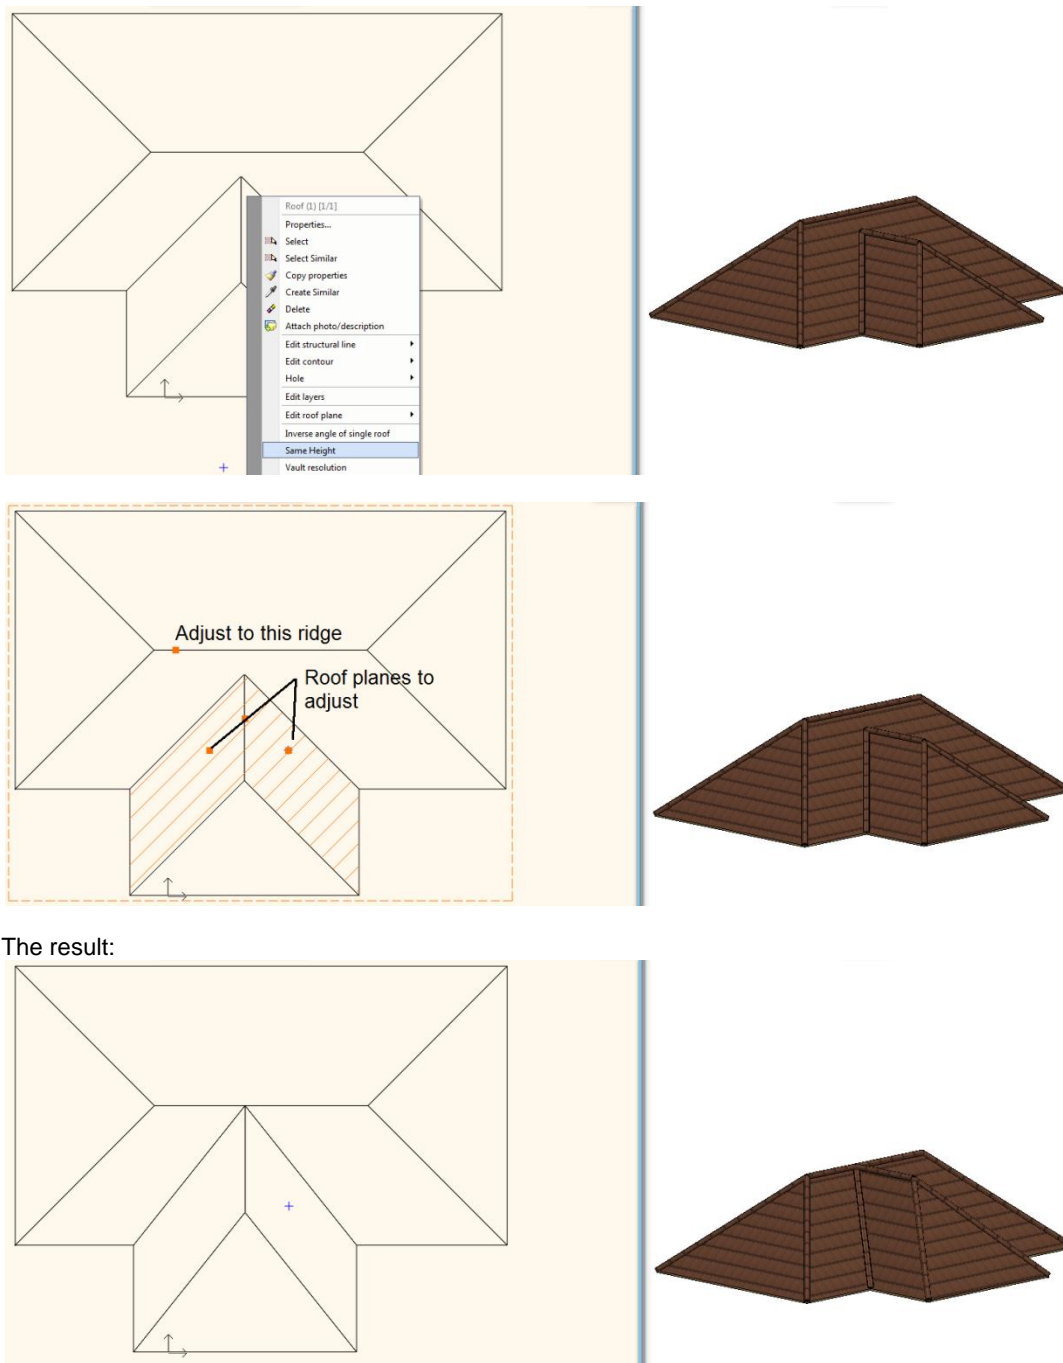 Roof (1) [1/1]
Properties...
Select
Select Similar
Copy properties
Create Similar
Delete
Attach photo/description
Edit structural line
Edit contour
Hole
Edit layers
Edit roof plane
Inverse angle of single roof
Same Height
Vault resolution
Adjust to this ridge
Roof planes to
adjust
The result: